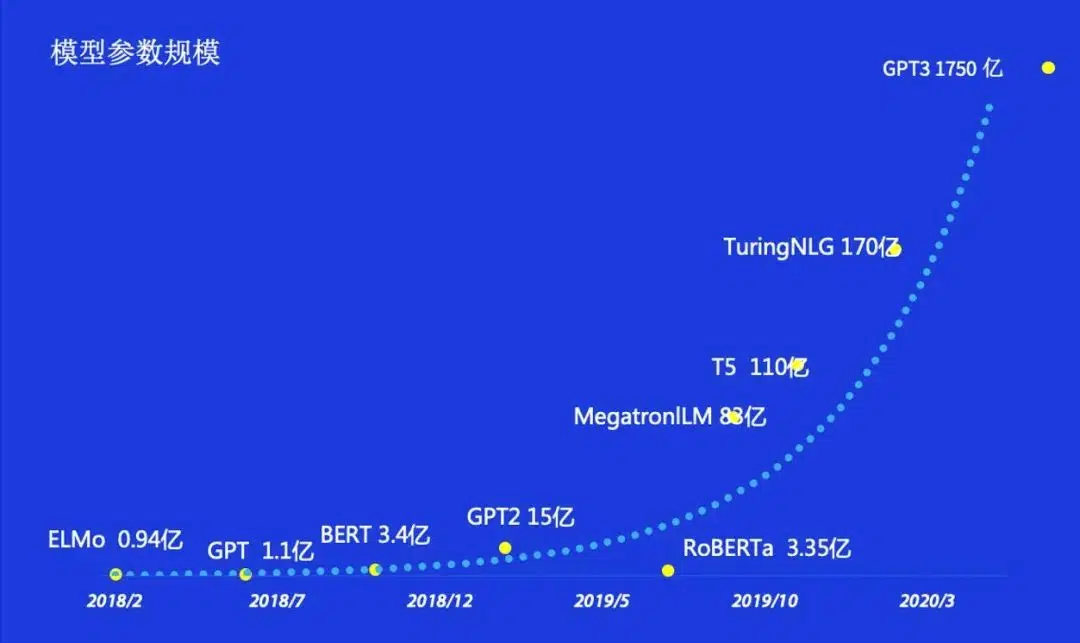 模型参数规模
GPT3 1750 亿
TuringNLG 170亿
T5 110亿
MegatronlLM 83亿
GPT2 15亿
BERT 3.4亿
ELMo 0.94亿
GPT 1.1亿
RoBERTa 3.35亿
2018/2 2018/7 2018/12 2019/5 2019/10 2020/3